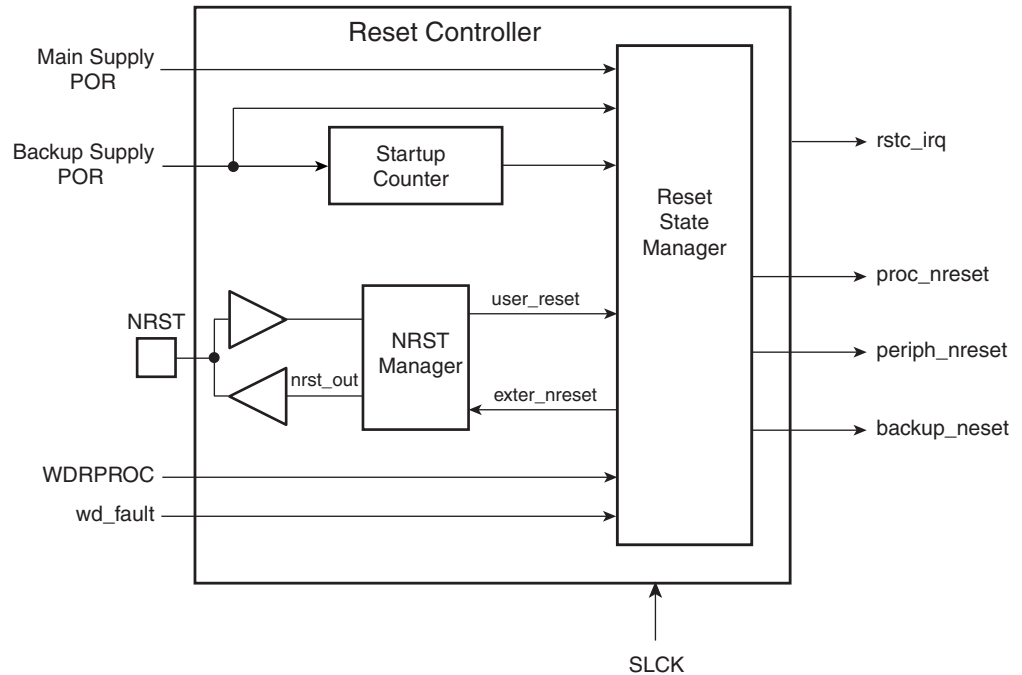 Reset Controller
Main Supply
POR
Backup Supply
POR
Startup
Counter
rstc_irq
Reset
State
Manager
proc_nreset
user_reset
NRST
NRST
Manager
periph_nreset
nrst_out
exter_nreset
backup_neset
WDRPROC
wd_fault
SLCK